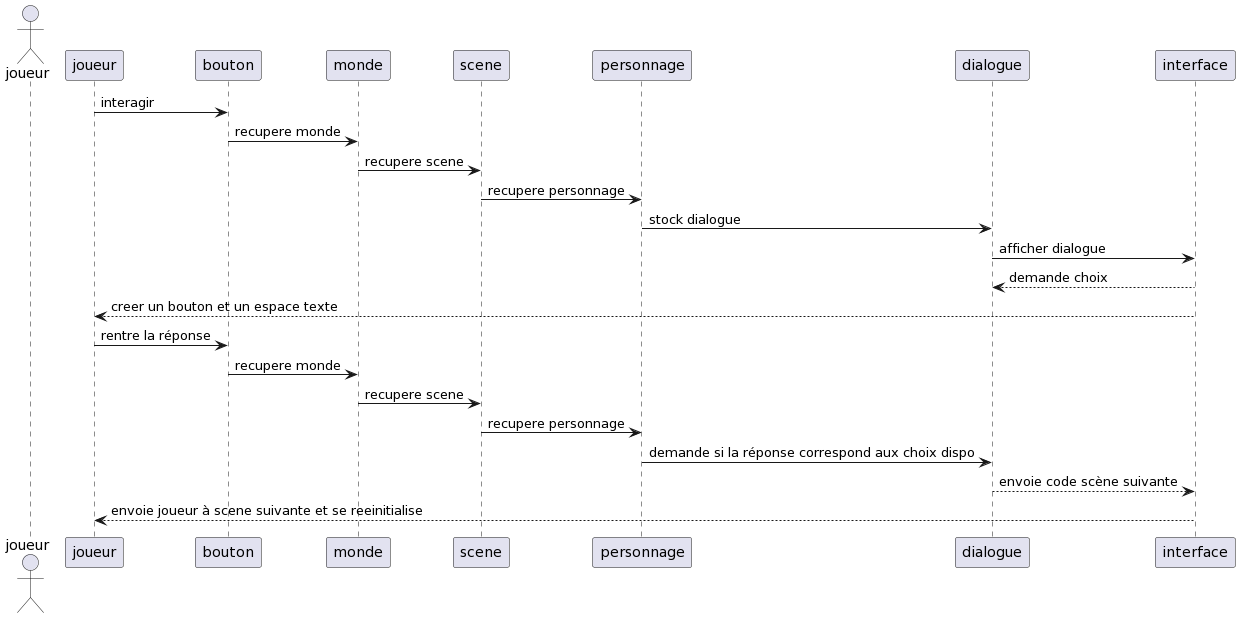 joueur
joueur bouton monde scene personnage dialogue interface
interagir
recupere monde
recupere scene
recupere personnage
stock dialogue
afficher dialogue
demande choix
creer un bouton et un espace texte
rentre la réponse
recupere monde
recupere scene
recupere personnage
demande si la réponse correspond aux choix dispo
envoie code scène suivante
envoie joueur à scene suivante et se reeinitialise
joueur
joueur bouton monde scene personnage dialogue interface